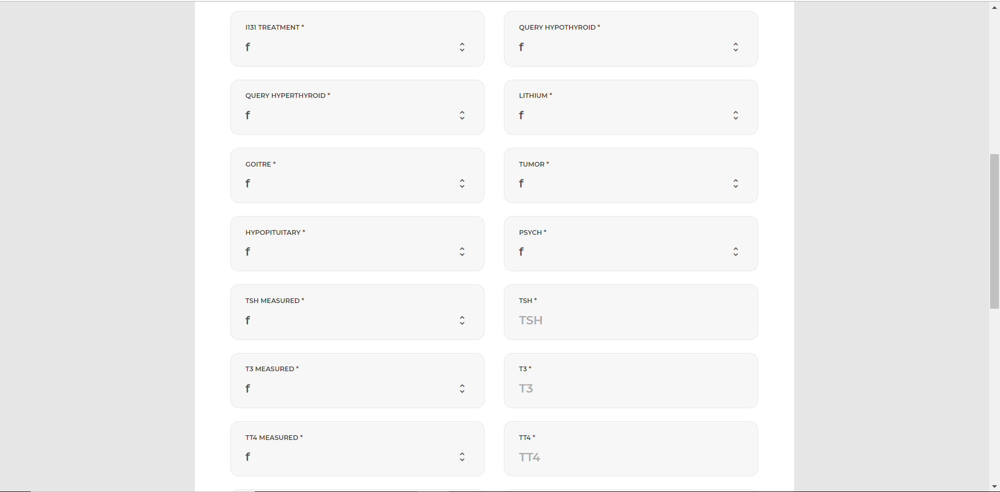 I131 TREATMENT *
f
QUERY HYPOTHYROID *
f
QUERY HYPERTHYROID *
f
LITHIUM *
f
GOITRE *
f
TUMOR *
f
HYPOPITUITARY *
f
PSYCH *
f
TSH MEASURED *
f
TSH *
TSH
T3 MEASURED *
f
T3 *
T3
TT4 MEASURED *
f
TT4 *
TT4